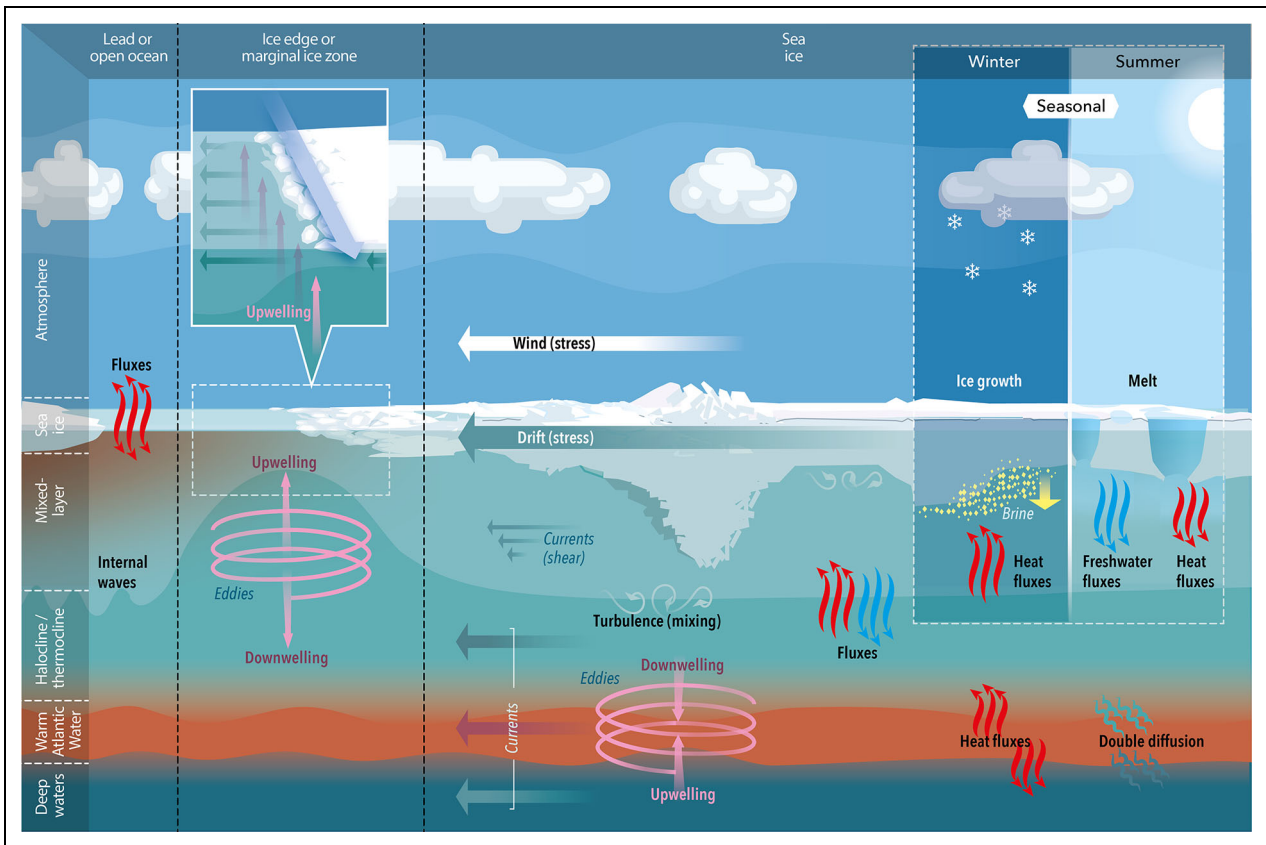 Lead or
open ocean
Ice edge or
marginal ice zone
Sea
ice
Winter
Summer
Seasonal
Atmosphere
Upwelling
Wind (stress)
Fluxes
Ice growth
Melt
Sea
ice
Drift (stress)
Upwelling
Mixed-
layer
Brine
Currents
(shear)
Internal
waves
Eddies
Heat
fluxes
Freshwater
fluxes
Heat
fluxes
Halocline /
thermocline
Turbulence (mixing)
Fluxes
Downwelling
Eddies
Downwelling
Warm
Atlantic
Water
Currents
Heat fluxes
Double diffusion
Deep
waters
Upwelling